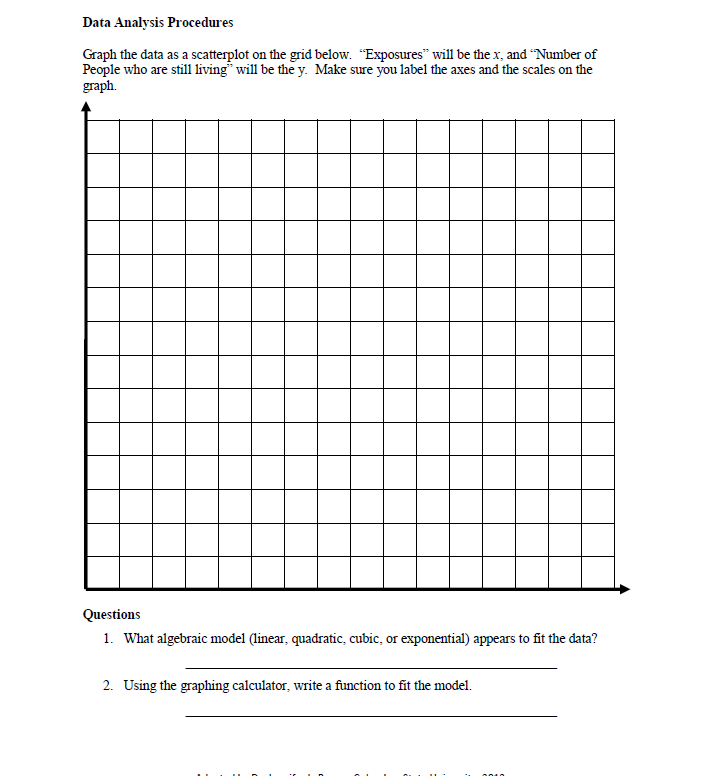 Data Analysis Procedures
Graph the data as a scatterplot on the grid below. “Exposures” will be the x, and “Number of
People who are still living” will be the y. Make sure you label the axes and the scales on the
graph.
Questions
1. What algebraic model (linear, quadratic, cubic, or exponential) appears to fit the data?
2. Using the graphing calculator, write a function to fit the model.